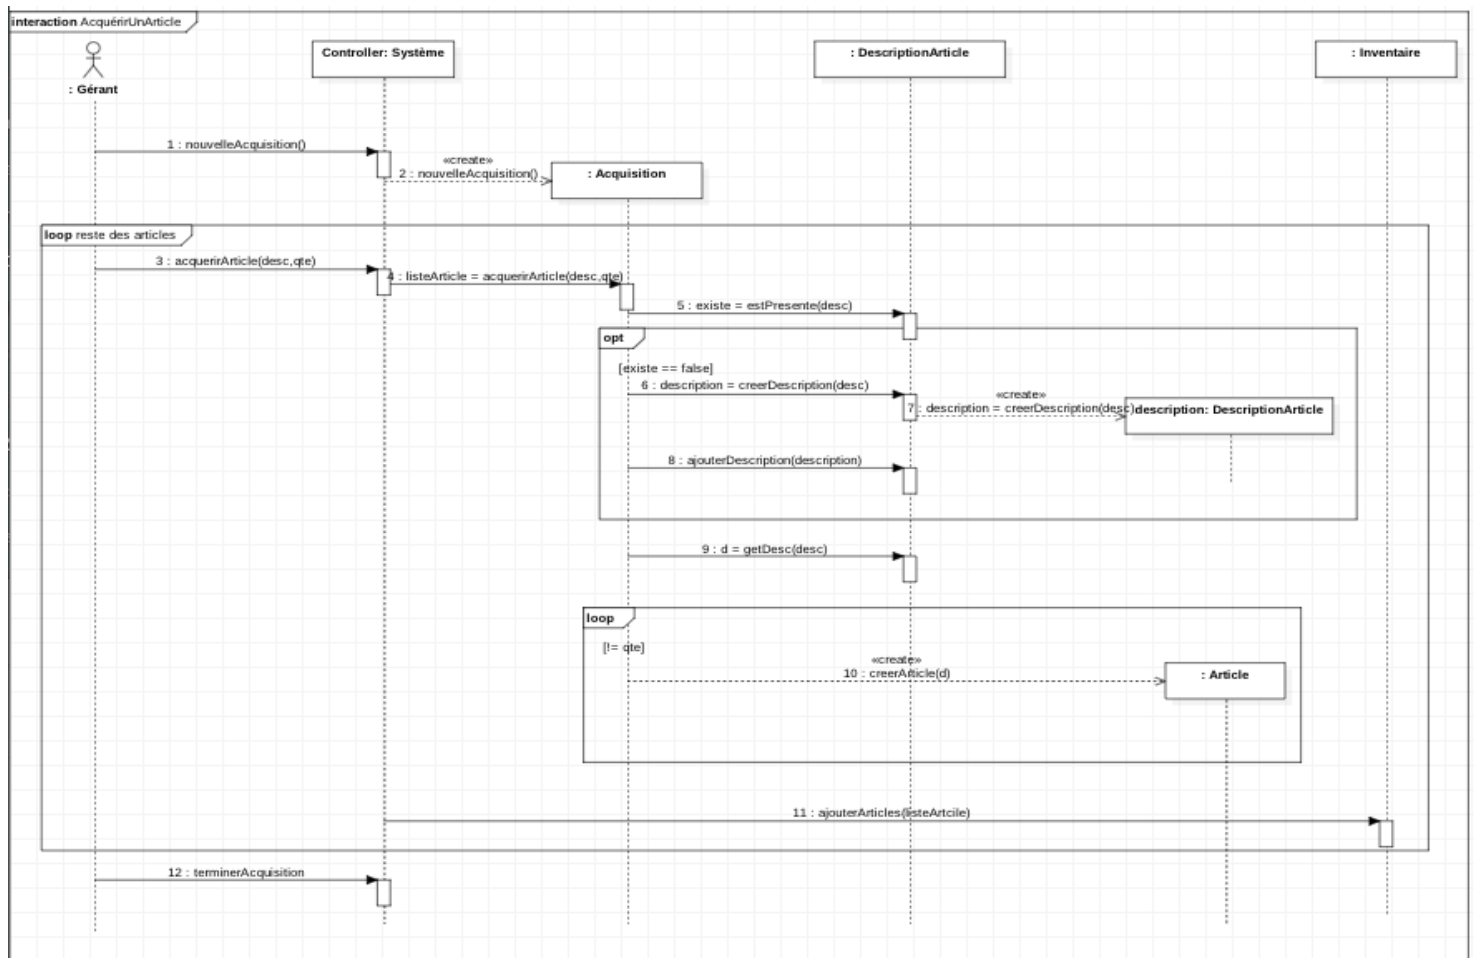 interaction AcquérirUnArticle
: Gérant
Controller: Système
: DescriptionArticle
: Inventaire
1 : nouvelleAcquisition()
«create»
2 : nouvelleAcquisition()
: Acquisition
loop reste des articles
3 : acquerirArticle(desc,qte)
4 : listeArticle = acquerirArticle(desc,qte)
5 : existe = estPresente(desc)
opt
[existe == false]
6 : description = creerDescription(desc)
«create»
7 : description = creerDescription(desc)
description: DescriptionArticle
8 : ajouterDescription(description)
9 : d = getDesc(desc)
loop
[!= qte]
«create»
10 : creerArticle(d)
: Article
11 : ajouterArticles(listeArtcile)
12 : terminerAcquisition